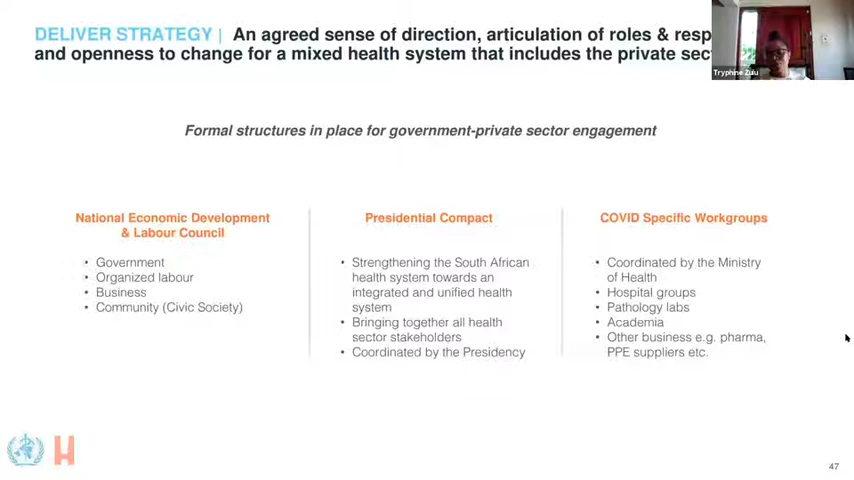 DELIVER STRATEGY | An agreed sense of direction, articulation of roles &
and openness to change for a mixed health system that includes the private
Tryphine Zulu
Formal structures in place for government-private sector engagement
National Economic Development
& Labour Council
• Government
• Organized labour
• Business
• Community (Civic Society)
Presidential Compact
• Strengthening the South African
health system towards an
integrated and unified health
system
• Bringing together all health
sector stakeholders
• Coordinated by the Presidency
COVID Specific Workgroups
• Coordinated by the Ministry
of Health
• Hospital groups
• Pathology labs
• Academia
• Other business e.g. pharma,
PPE suppliers etc.
47